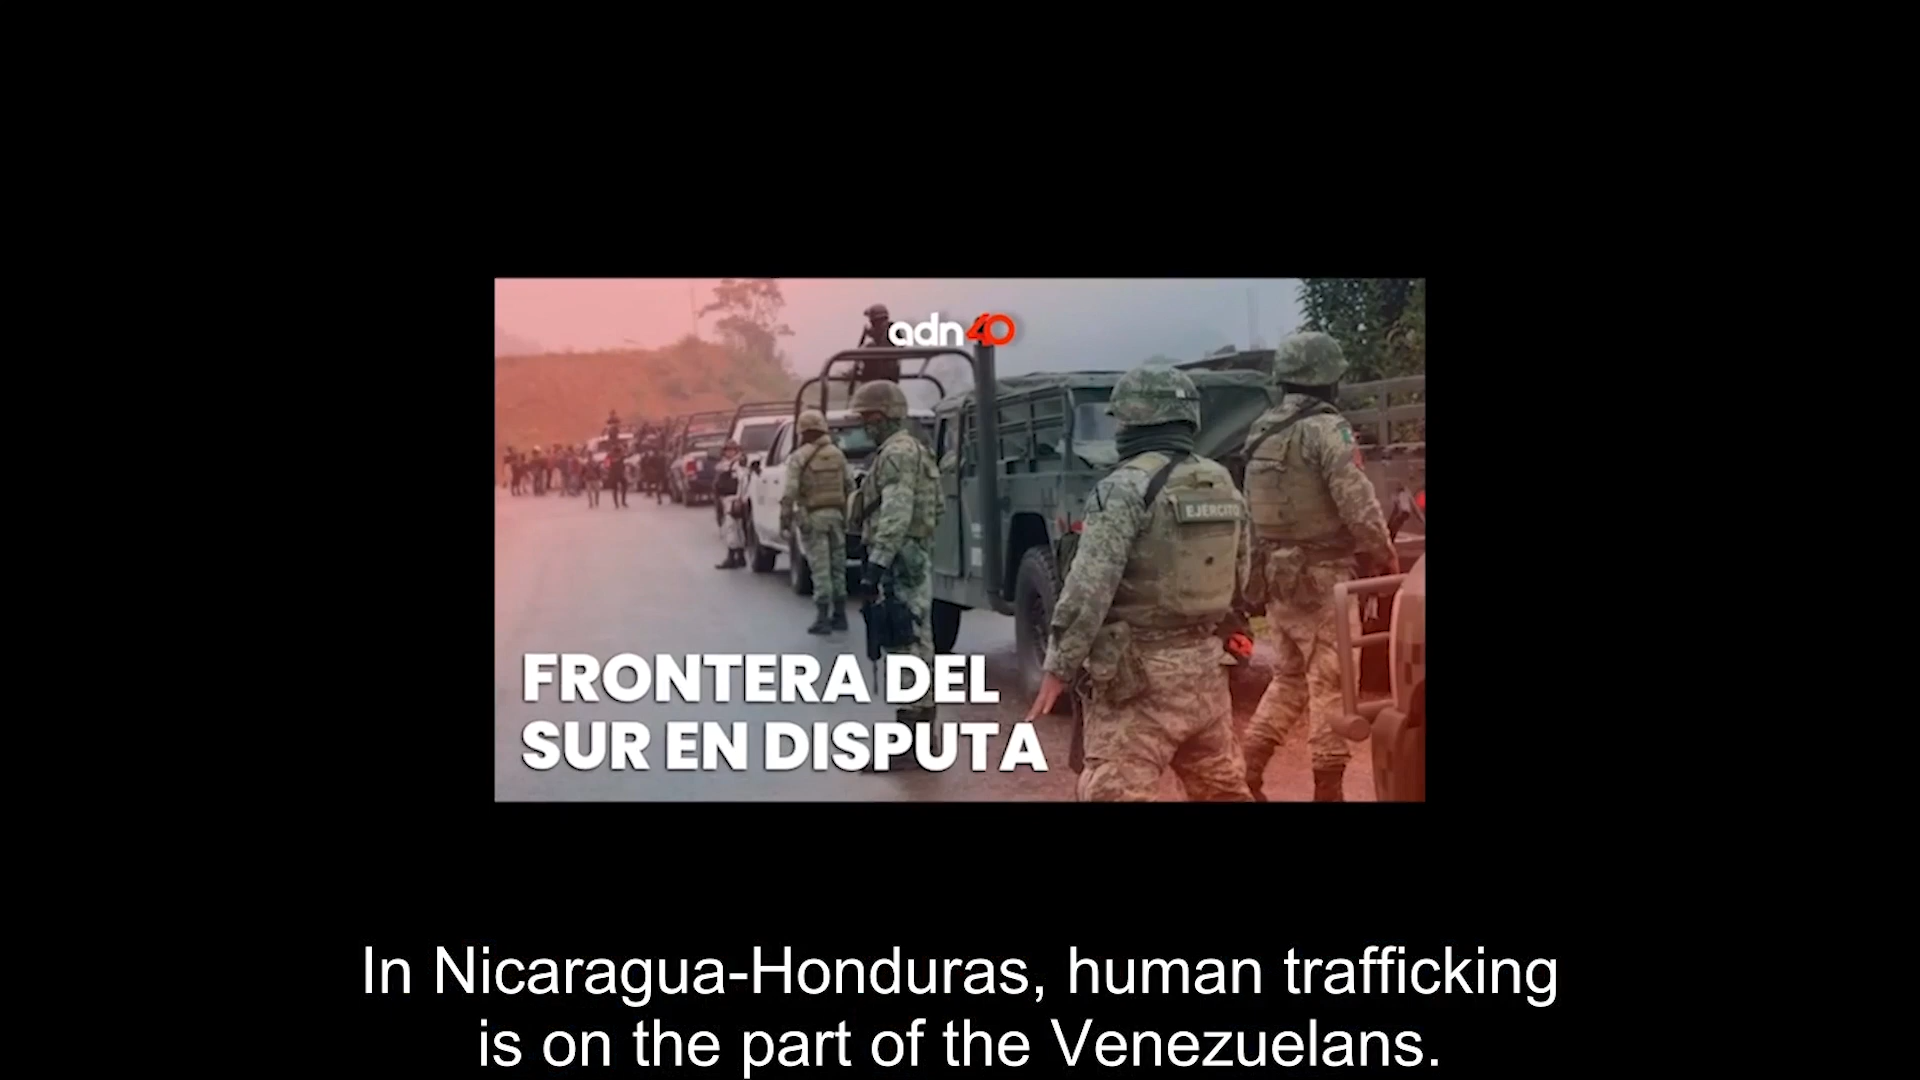 adn40
EJERCITO
FRONTERA DEL
SUR EN DISPUTA
In Nicaragua-Honduras, human trafficking
is on the part of the Venezuelans.